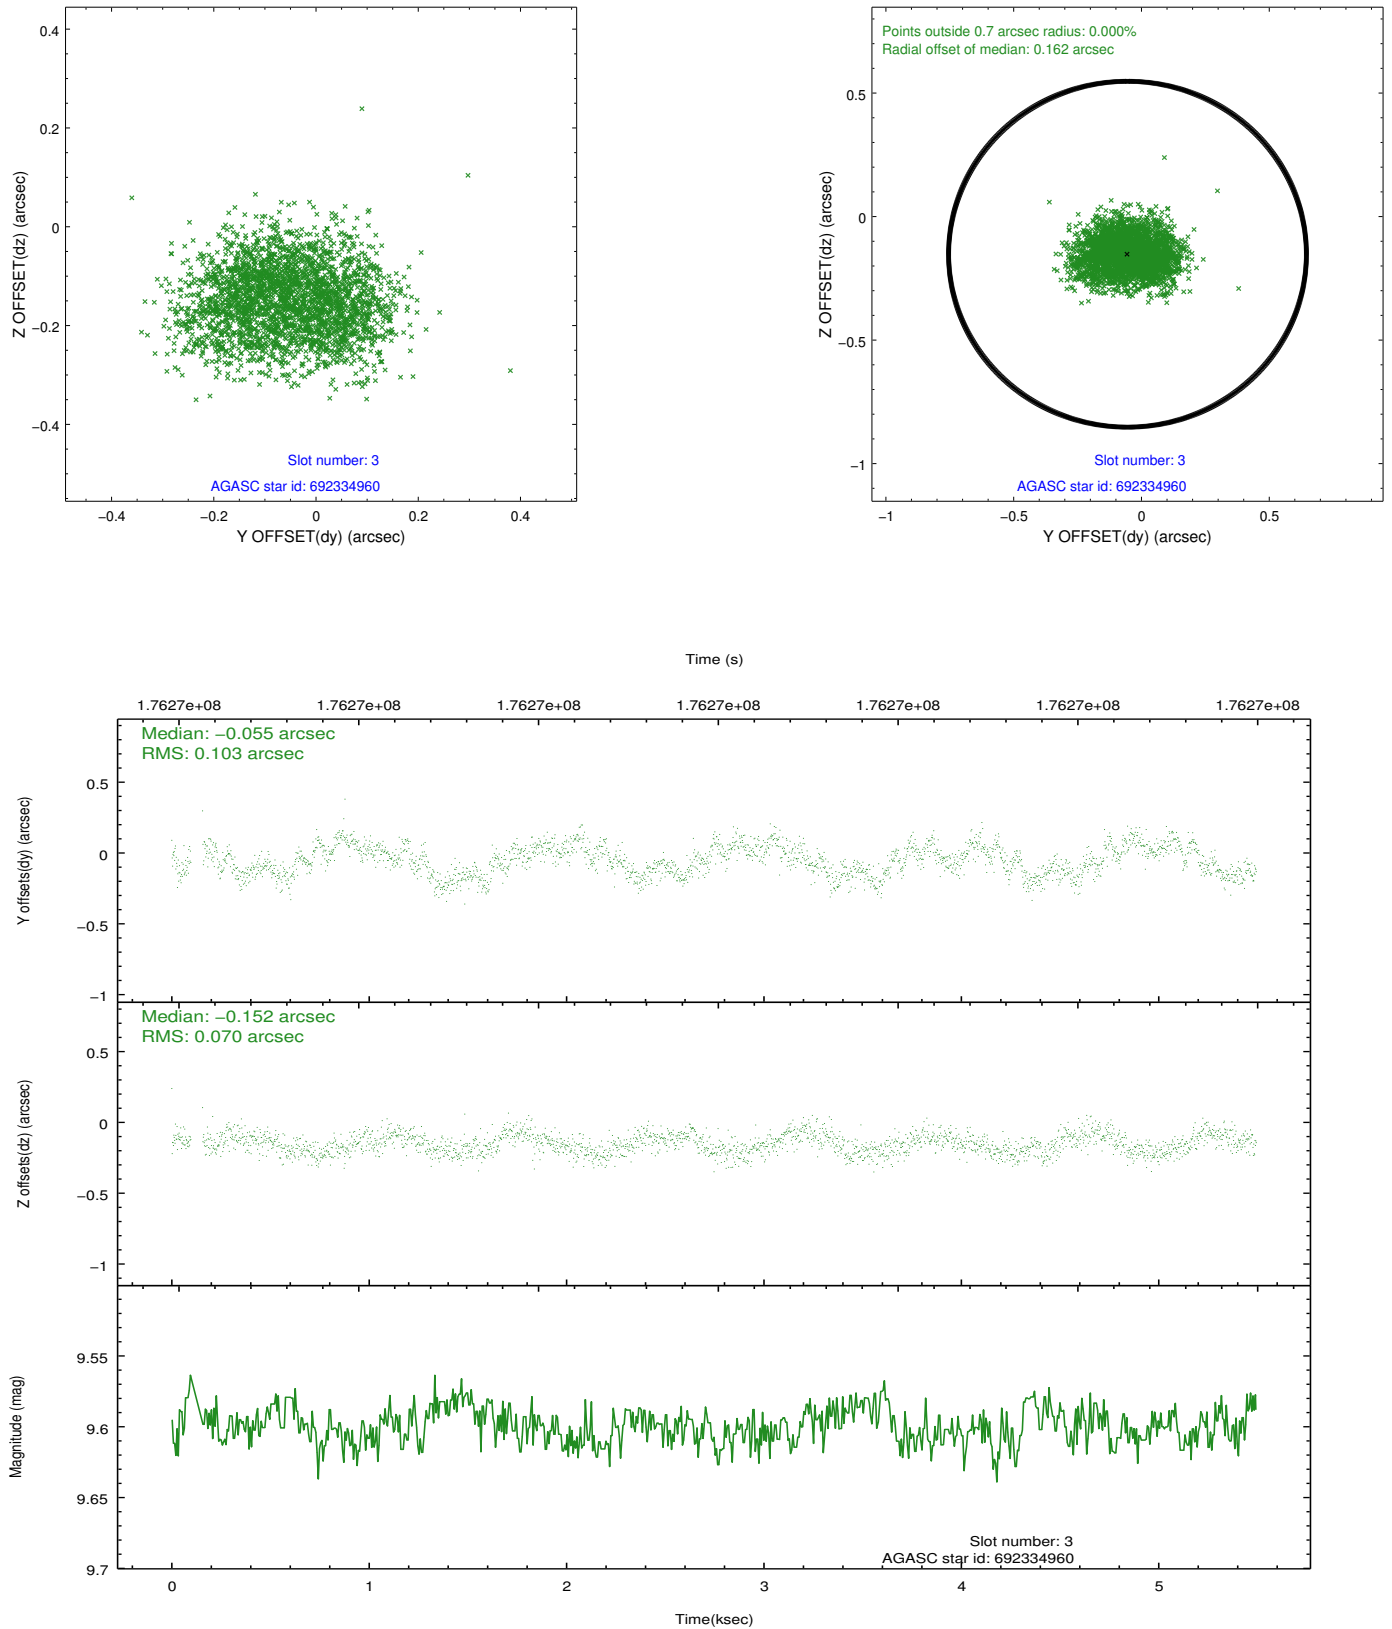 0.4
0.2
0
−0.2
−0.4
Z OFFSET(dz) (arcsec)
Slot number: 3
AGASC star id: 692334960
−0.4 −0.2 0 0.2 0.4
Y OFFSET(dy) (arcsec)
Points outside 0.7 arcsec radius: 0.000%
Radial offset of median: 0.162 arcsec
0.5
0
−0.5
−1
Z OFFSET(dz) (arcsec)
Slot number: 3
AGASC star id: 692334960
−1 −0.5 0 0.5
Y OFFSET(dy) (arcsec)
Time (s)
1.7627e+08 1.7627e+08 1.7627e+08 1.7627e+08 1.7627e+08 1.7627e+08 1.7627e+08
Median: −0.055 arcsec
RMS: 0.103 arcsec
0.5
0
−0.5
−1
Y offsets(dy) (arcsec)
Median: −0.152 arcsec
RMS: 0.070 arcsec
0.5
0
−0.5
−1
Z offsets(dz) (arcsec)
9.55
9.6
9.65
9.7
Magnitude (mag)
Slot number: 3
AGASC star id: 692334960
0 1 2 3 4 5
Time(ksec)